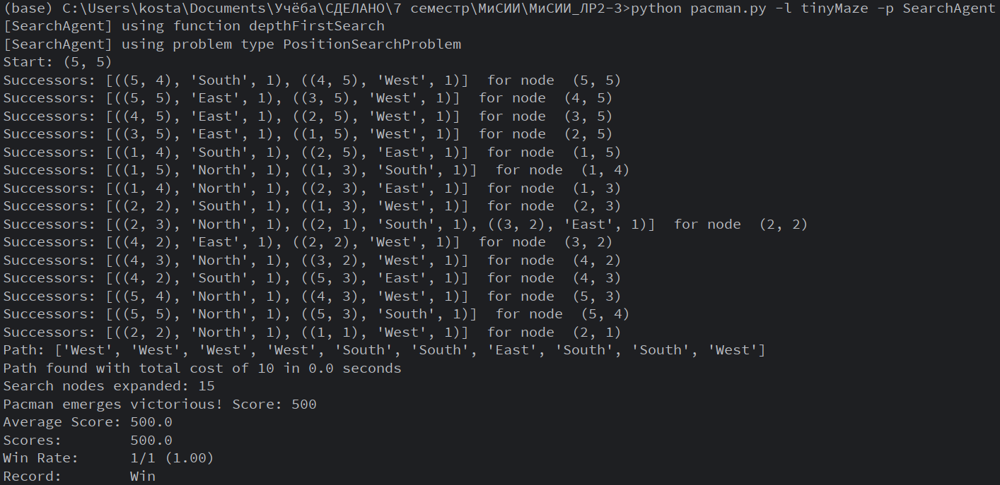 (base) C:\Users\kosta\Documents\Учёба\СДЕЛАНО\7 семестр\МиСИИ\МиСИИ_ЛР2-3>python pacman.py -l tinyMaze -p SearchAgent
[SearchAgent] using function depthFirstSearch
[SearchAgent] using problem type PositionSearchProblem
Start: (5, 5)
Successors: [((5, 4), 'South', 1), ((4, 5), 'West', 1)]  for node  (5, 5)
Successors: [((5, 5), 'East', 1), ((3, 5), 'West', 1)]  for node  (4, 5)
Successors: [((4, 5), 'East', 1), ((2, 5), 'West', 1)]  for node  (3, 5)
Successors: [((3, 5), 'East', 1), ((1, 5), 'West', 1)]  for node  (2, 5)
Successors: [((1, 4), 'South', 1), ((2, 5), 'East', 1)]  for node  (1, 5)
Successors: [((1, 5), 'North', 1), ((1, 3), 'South', 1)]  for node  (1, 4)
Successors: [((1, 4), 'North', 1), ((2, 3), 'East', 1)]  for node  (1, 3)
Successors: [((2, 2), 'South', 1), ((1, 3), 'West', 1)]  for node  (2, 3)
Successors: [((2, 3), 'North', 1), ((2, 1), 'South', 1), ((3, 2), 'East', 1)]  for node  (2, 2)
Successors: [((4, 2), 'East', 1), ((2, 2), 'West', 1)]  for node  (3, 2)
Successors: [((4, 3), 'North', 1), ((3, 2), 'West', 1)]  for node  (4, 2)
Successors: [((4, 2), 'South', 1), ((5, 3), 'East', 1)]  for node  (4, 3)
Successors: [((5, 4), 'North', 1), ((4, 3), 'West', 1)]  for node  (5, 3)
Successors: [((5, 5), 'North', 1), ((5, 3), 'South', 1)]  for node  (5, 4)
Successors: [((2, 2), 'North', 1), ((1, 1), 'West', 1)]  for node  (2, 1)
Path: ['West', 'West', 'West', 'West', 'South', 'South', 'East', 'South', 'South', 'West']
Path found with total cost of 10 in 0.0 seconds
Search nodes expanded: 15
Pacman emerges victorious! Score: 500
Average Score: 500.0
Scores:        500.0
Win Rate:      1/1 (1.00)
Record:        Win